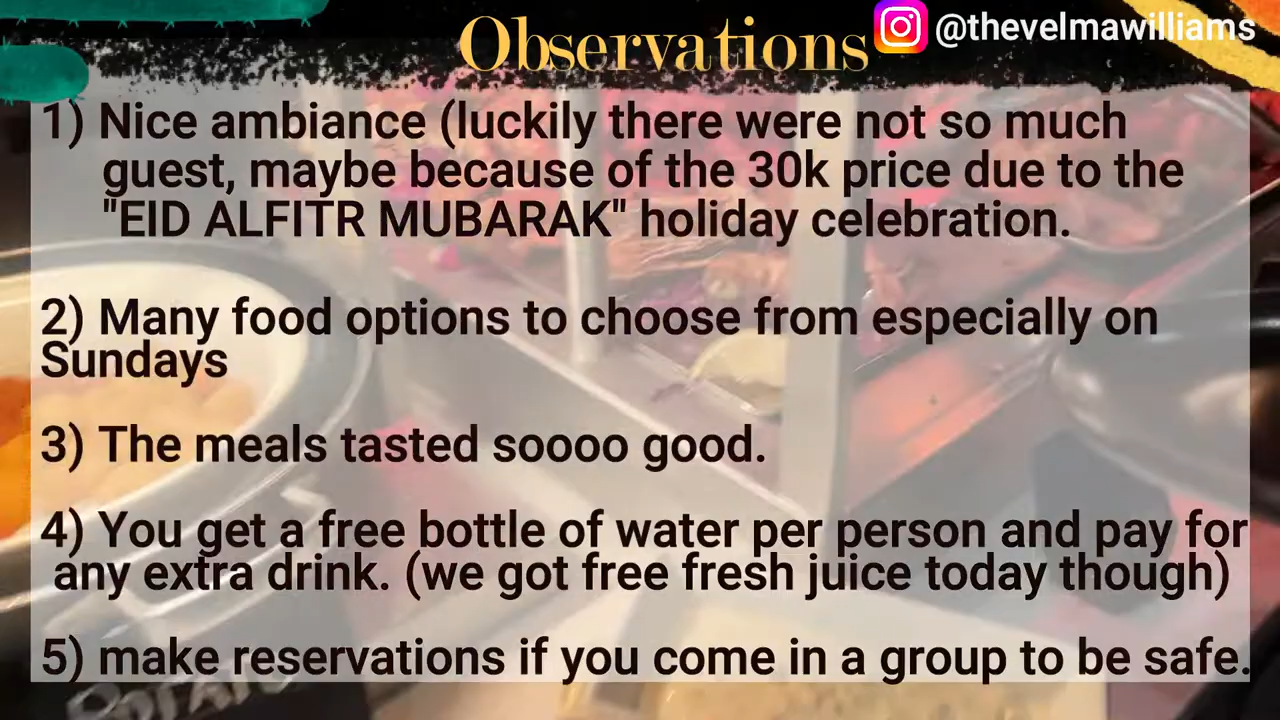 Observations
@thevelmawilliams
1) Nice ambiance (luckily there were not so much
guest, maybe because of the 30k price due to the
"EID ALFITR MUBARAK" holiday celebration.
2) Many food options to choose from especially on
Sundays
3) The meals tasted soooo good.
4) You get a free bottle of water per person and pay for
any extra drink. (we got free fresh juice today though)
5) make reservations if you come in a group to be safe.